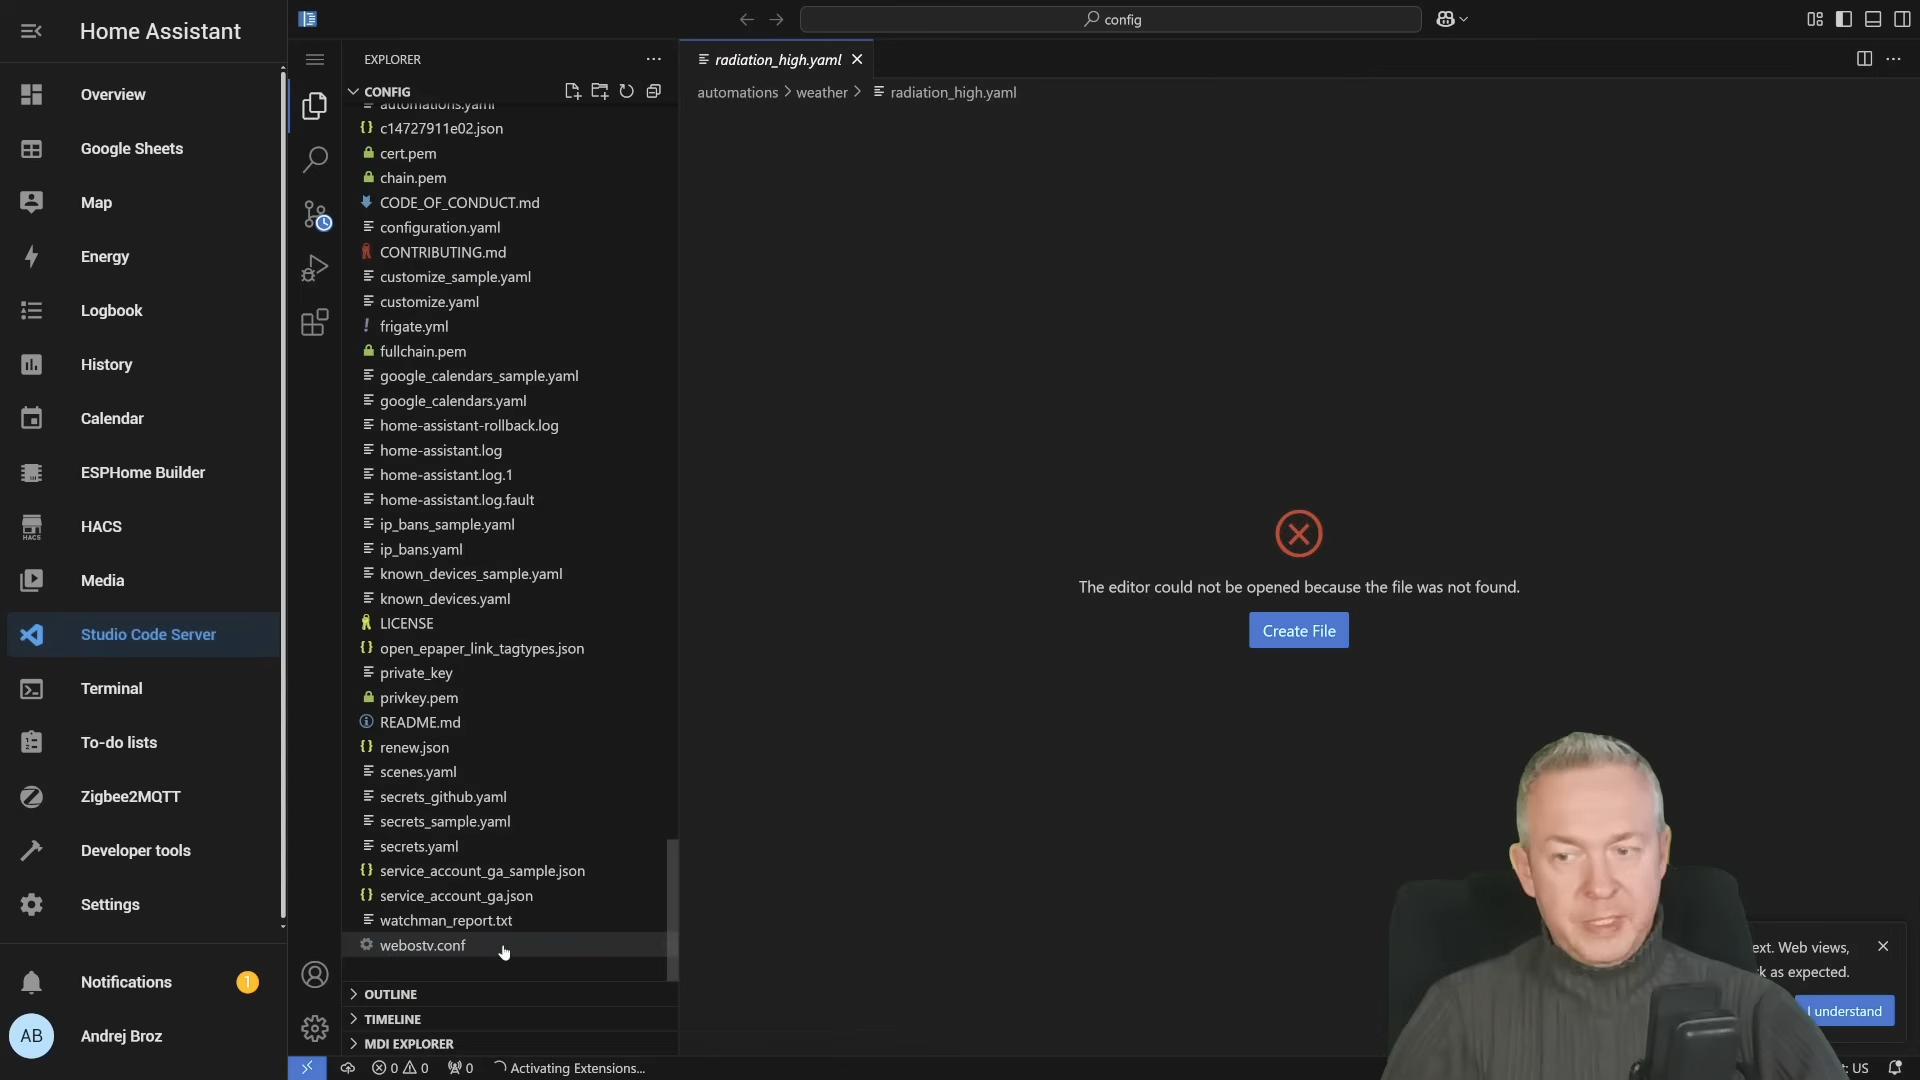 Home Assistant
Overview
Google Sheets
Map
Energy
Logbook
History
Calendar
ESPHome Builder
HACS
HACS
Media
Studio Code Server
Terminal
To-do lists
Zigbee2MQTT
Developer tools
Settings
Notifications
1
AB
Andrej Broz
config
EXPLORER
CONFIG
automations.yaml
c14727911e02.json
cert.pem
chain.pem
CODE_OF_CONDUCT.md
configuration.yaml
CONTRIBUTING.md
customize_sample.yaml
customize.yaml
frigate.yml
fullchain.pem
google_calendars_sample.yaml
google_calendars.yaml
home-assistant-rollback.log
home-assistant.log
home-assistant.log.1
home-assistant.log.fault
ip_bans_sample.yaml
ip_bans.yaml
known_devices_sample.yaml
known_devices.yaml
LICENSE
open_epaper_link_tagtypes.json
private_key
privkey.pem
README.md
renew.json
scenes.yaml
secrets_github.yaml
secrets_sample.yaml
secrets.yaml
service_account_ga_sample.json
service_account_ga.json
watchman_report.txt
webostv.conf
OUTLINE
TIMELINE
MDI EXPLORER
radiation_high.yaml
automations > weather > radiation_high.yaml
The editor could not be opened because the file was not found.
Create File
ext. Web views,
k as expected.
I understand
0 0 0 Activating Extensions...
: US